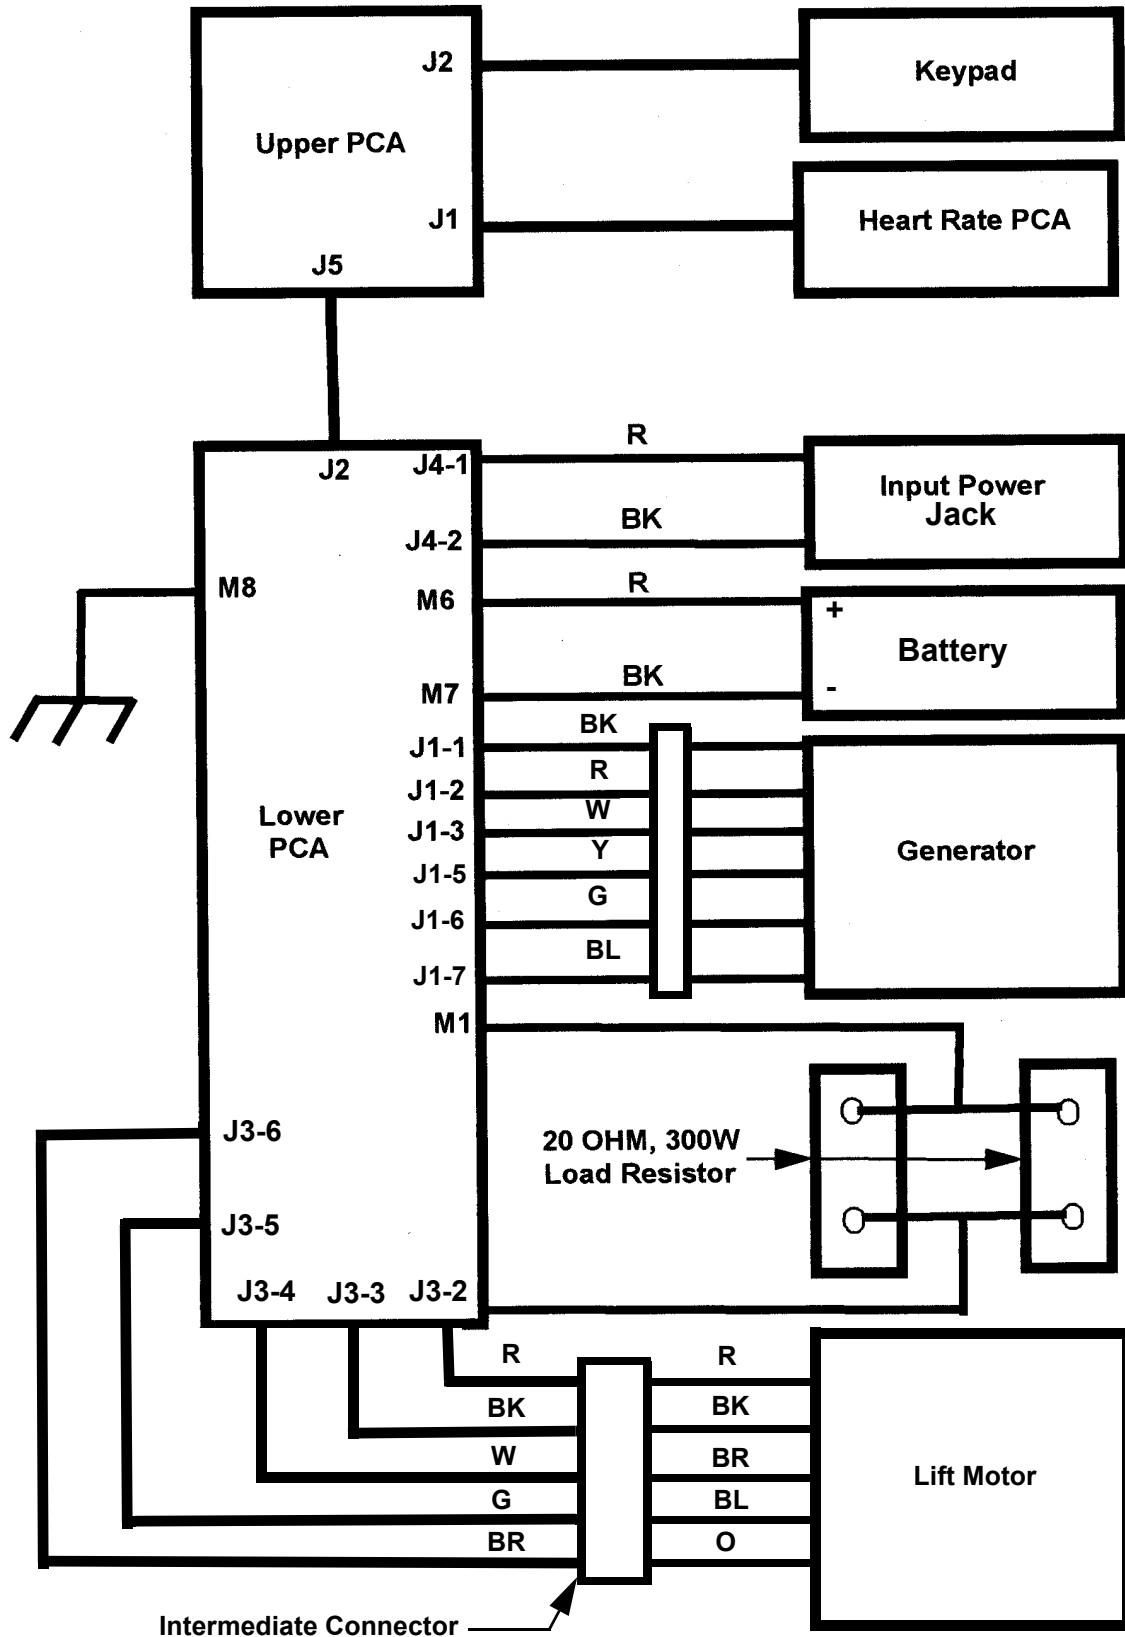 J2
Keypad
Upper PCA
J1
Heart Rate PCA
J5
R
J2
J4-1
Input Power
Jack
BK
J4-2
R
M8
M6
+
Battery
BK
M7
-
BK
J1-1
R
J1-2
W
Lower
PCA
J1-3
Y
Generator
J1-5
G
J1-6
BL
J1-7
M1
J3-6
20 OHM, 300W
Load Resistor
J3-5
J3-4
J3-3
J3-2
R
R
BK
BK
W
BR
Lift Motor
G
BL
BR
O
Intermediate Connector